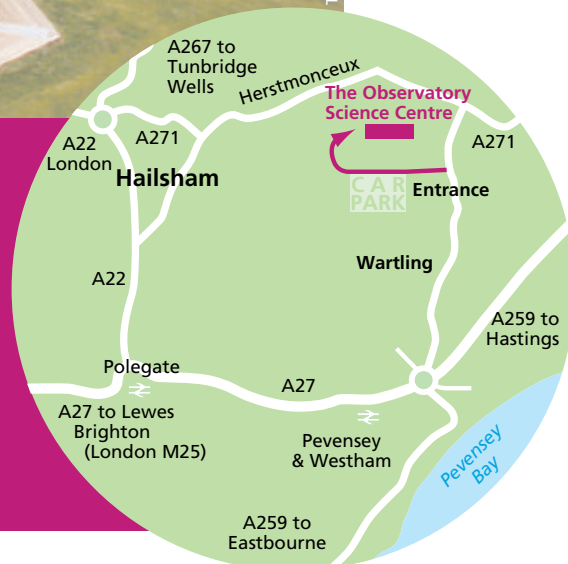 A267 to
Tunbridge
Wells
Herstmonceux
The Observatory
Science Centre
A22
London
A271
A271
Hailsham
CAR
PARK
Entrance
Wartling
A22
A259 to
Hastings
Polegate
A27
A27 to Lewes
Brighton
(London M25)
Pevensey
& Westham
Pevensey
Bay
A259 to
Eastbourne